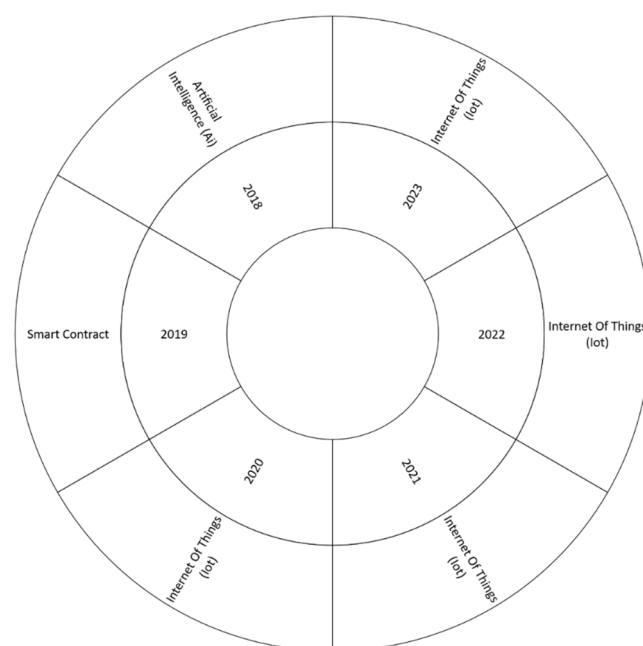 Artificial
Intelligence (Ai)
2018
Internet Of Things
(Iot)
2023
Smart Contract
2019
2022
Internet Of Things
(Iot)
2020
Internet Of Things
(Iot)
2021
Internet Of Things
(Iot)